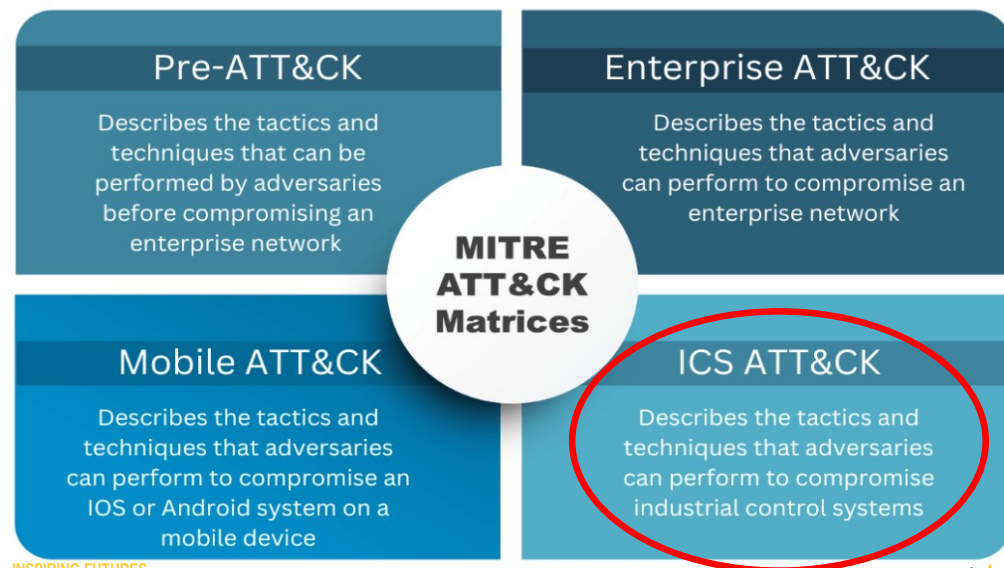 Pre-ATT&CK
Describes the tactics and
techniques that can be
performed by adversaries
before compromising an
enterprise network
Enterprise ATT&CK
Describes the tactics and
techniques that adversaries
can perform to compromise an
enterprise network
MITRE
ATT&CK
Matrices
Mobile ATT&CK
Describes the tactics and
techniques that adversaries
can perform to compromise an
IOS or Android system on a
mobile device
ICS ATT&CK
Describes the tactics and
techniques that adversaries
can perform to compromise
industrial control systems
INSPIRING FUTURES